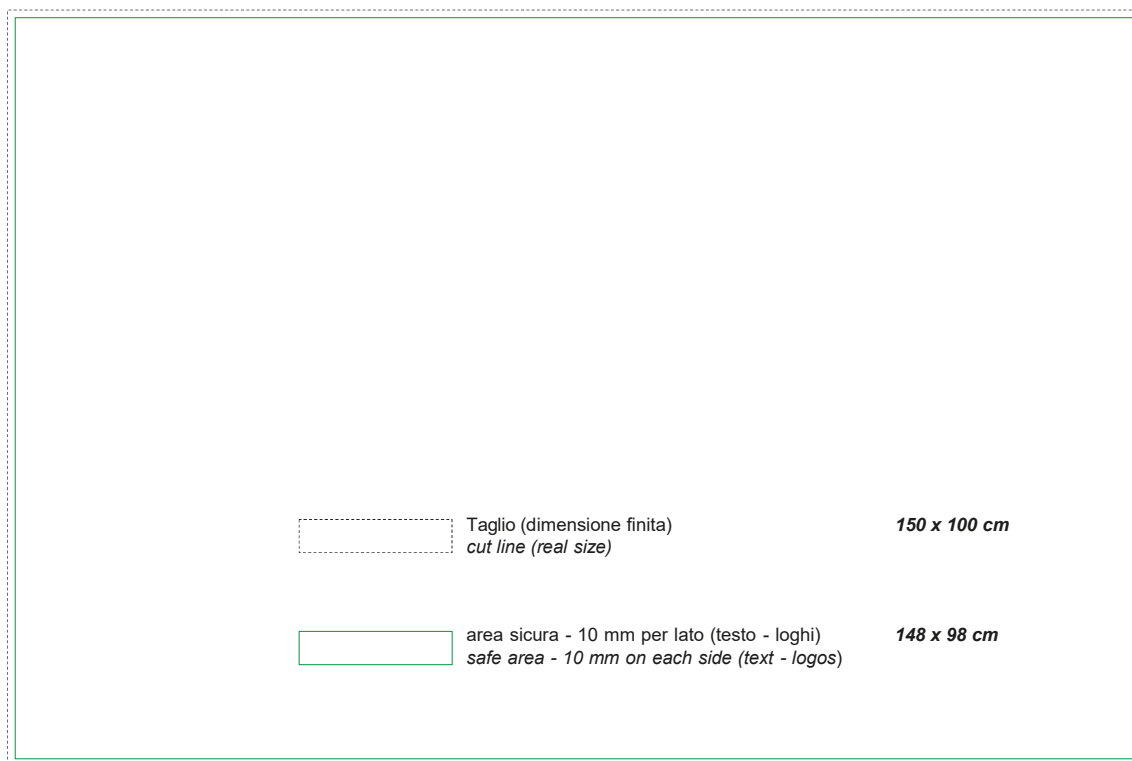 Taglio (dimensione finita)
cut line (real size)
150 x 100 cm
area sicura - 10 mm per lato (testo - loghi)
safe area - 10 mm on each side (text - logos)
148 x 98 cm